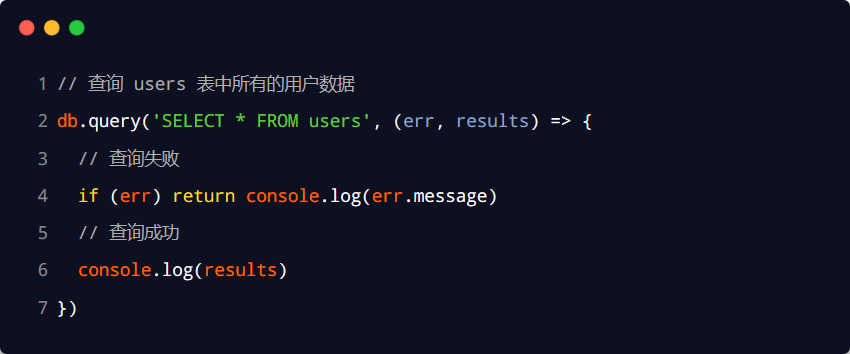 1 // 查询 users 表中所有的用户数据
2 db.query('SELECT * FROM users', (err, results) => {
3   // 查询失败
4   if (err) return console.log(err.message)
5   // 查询成功
6   console.log(results)
7 })